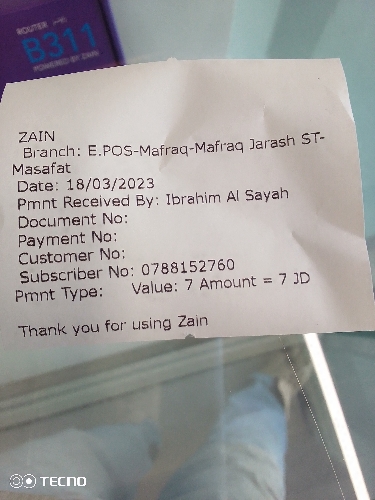 ROUTER
B311
POWERED BY ZAIN
ZAIN
Branch: E.POS-Mafraq-Mafraq Jarash ST-
Masafat
Date: 18/03/2023
Pmnt Received By: Ibrahim Al Sayah
Document No:
Payment No:
Customer No:
Subscriber No: 0788152760
Pmnt Type: Value: 7 Amount = 7 JD
Thank you for using Zain
TECNO